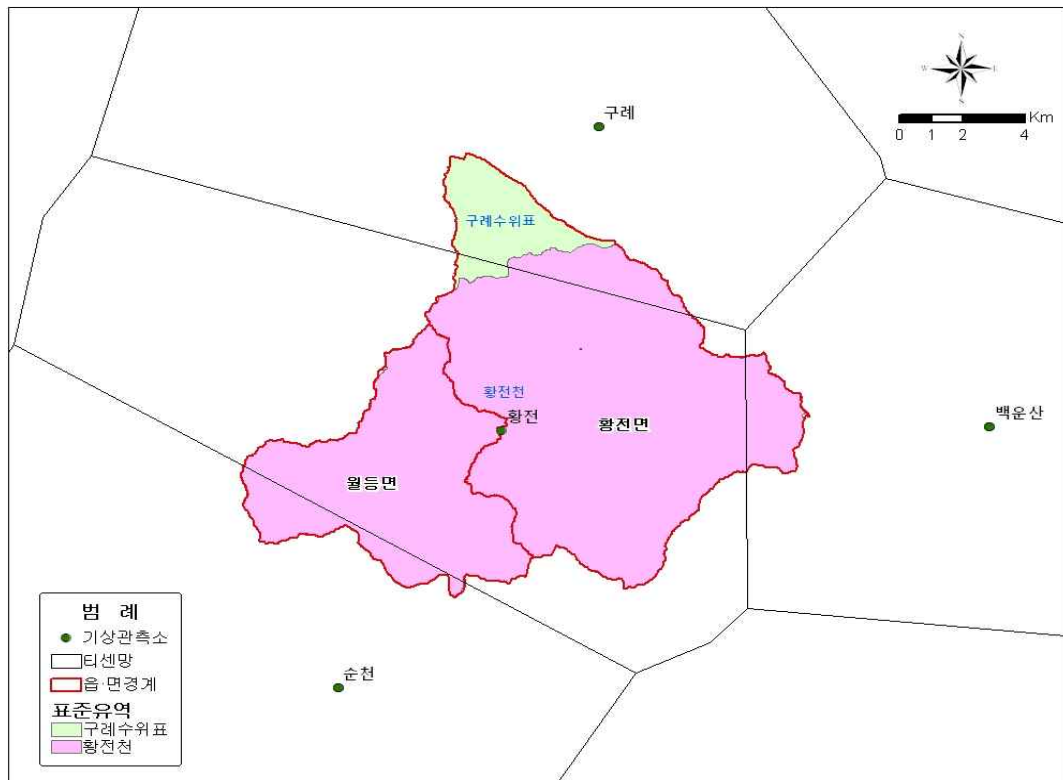 N
W E
S
Km
0 1 2 4
구례
구례수위표
황전천
황전
황전면
백운산
월등면
순천
범 례
기상관측소
티센망
읍·면경계
표준유역
구례수위표
황전천